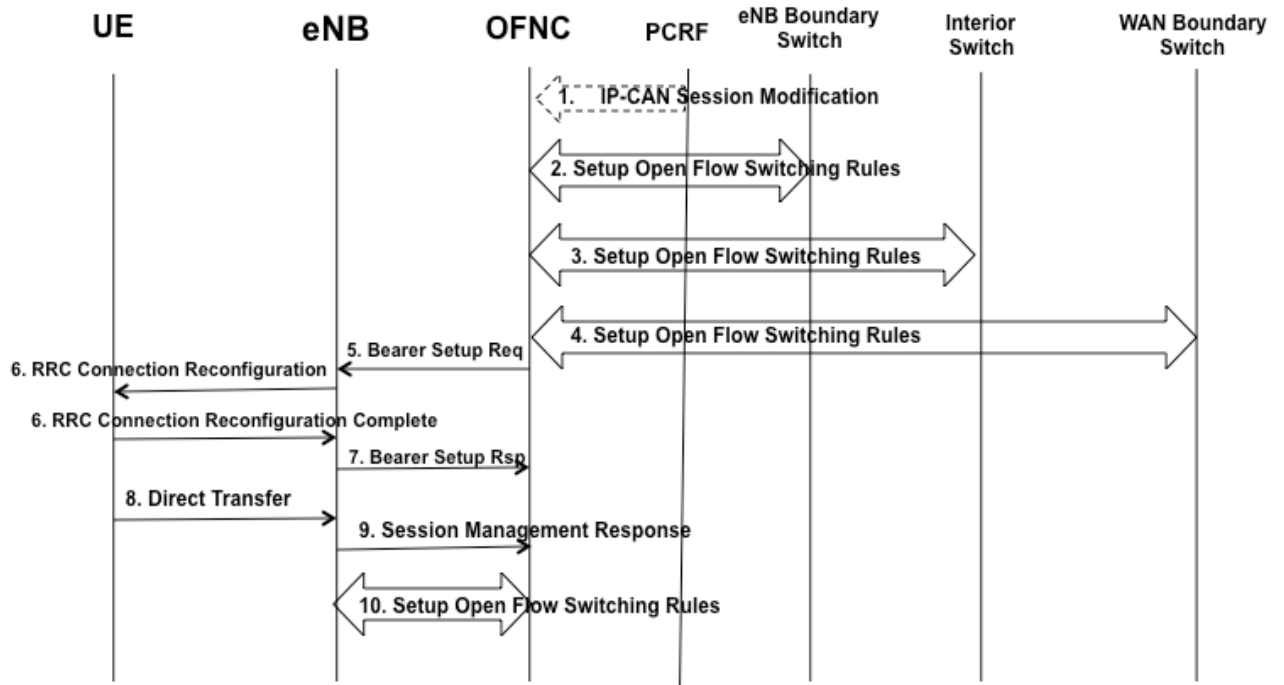 UE
eNB
OFNC
PCRF
eNB Boundary
Switch
Interior
Switch
WAN Boundary
Switch
1. IP-CAN Session Modification
2. Setup Open Flow Switching Rules
3. Setup Open Flow Switching Rules
4. Setup Open Flow Switching Rules
5. Bearer Setup Req
6. RRC Connection Reconfiguration
6. RRC Connection Reconfiguration Complete
7. Bearer Setup Rsp
8. Direct Transfer
9. Session Management Response
10. Setup Open Flow Switching Rules